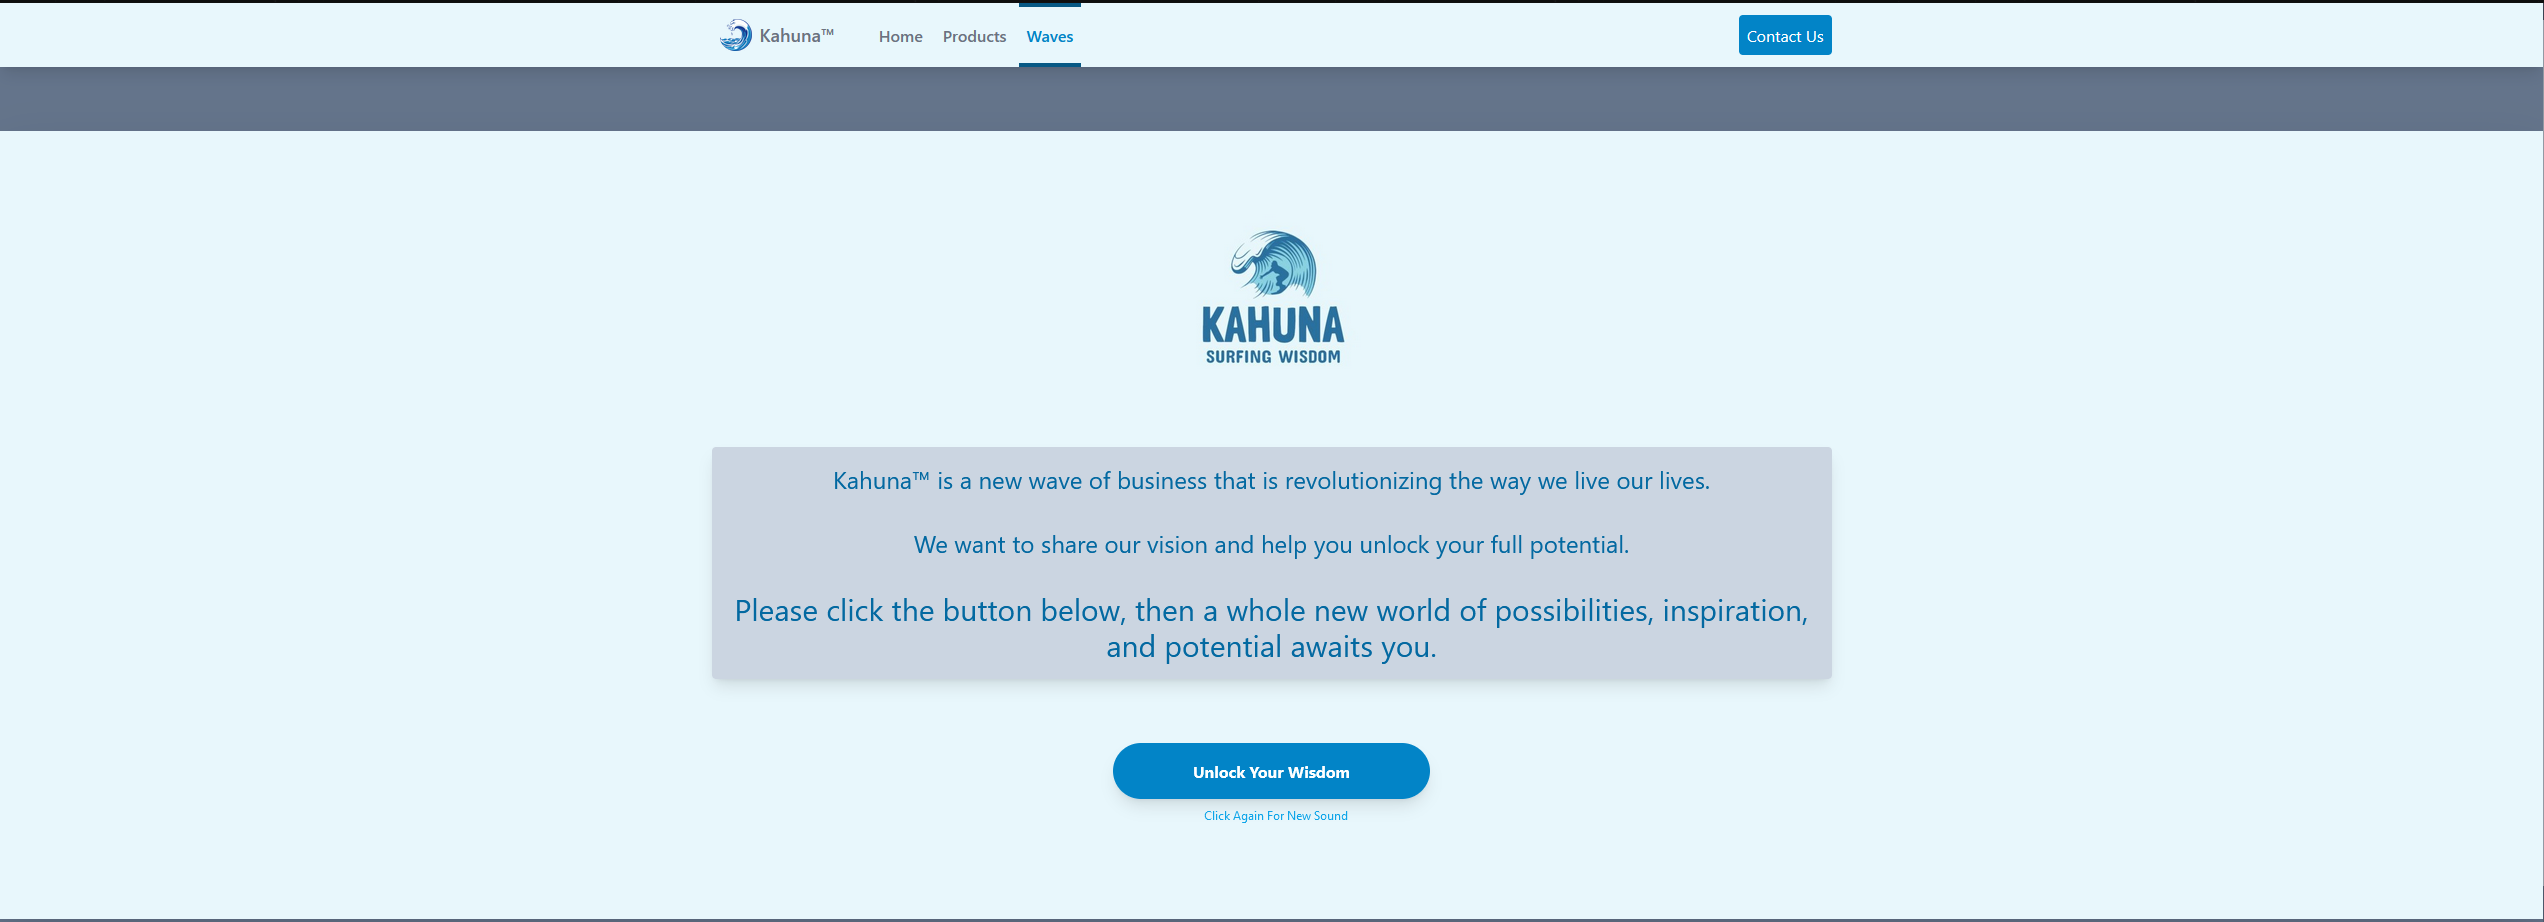 Kahuna™
Home
Products
Waves
Contact Us
KAHUNA
SURFING WISDOM
Kahuna™ is a new wave of business that is revolutionizing the way we live our lives.
We want to share our vision and help you unlock your full potential.
Please click the button below, then a whole new world of possibilities, inspiration,
and potential awaits you.
Unlock Your Wisdom
Click Again For New Sound